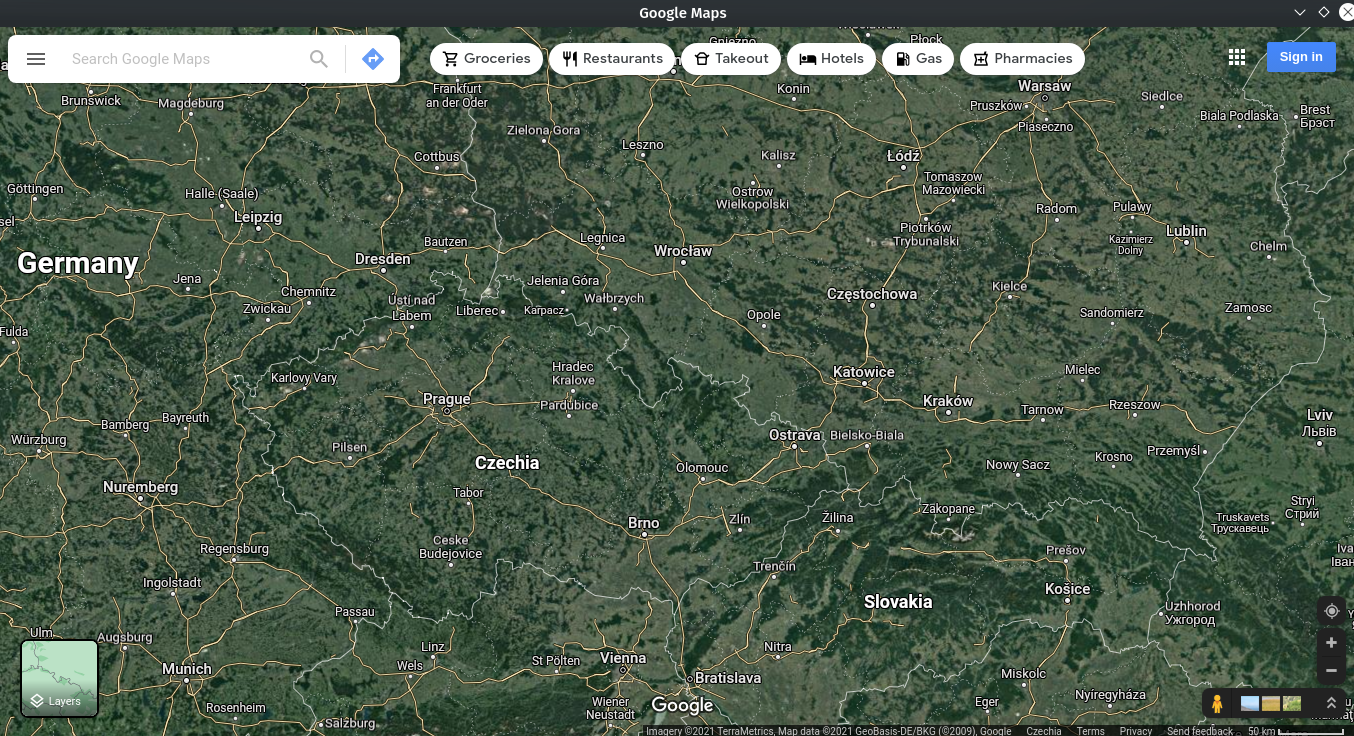 Google Maps
Search Google Maps
Groceries
Restaurants
Takeout
Hotels
Gas
Pharmacies
Sign in
Gniezno
Płock
Brunswick
Magdeburg
Frankfurt
an der Oder
Konin
Warsaw
Pruszków
Piaseczno
Siedlce
Biala Podlaska
Brest
Брэст
Zielona Gora
Cottbus
Leszno
Kalisz
Łódź
Göttingen
Halle (Saale)
Leipzig
Ostrów
Wielkopolski
Tomaszow
Mazowiecki
Radom
Pulawy
Kazimierz
Dolny
Lublin
Chelm
Piotrków
Trybunalski
Germany
Bautzen
Dresden
Legnica
Wrocław
Jena
Chemnitz
Zwickau
Jelenia Góra
Wałbrzych
Karpacz
Liberec
Ústí nad
Labem
Opole
Częstochowa
Kielce
Sandomierz
Zamosc
Fulda
Karlovy Vary
Hradec
Kralove
Pardubice
Prague
Katowice
Kraków
Mielec
Tarnow
Rzeszow
Lviv
Львів
Würzburg
Bamberg
Bayreuth
Pilsen
Czechia
Ostrava
Bielsko-Biala
Olomouc
Nowy Sacz
Krosno
Przemyśl
Nuremberg
Tabor
Brno
Zlín
Žilina
Zakopane
Stryi
Стрий
Truskavets
Трускавець
Regensburg
Ceske
Budejovice
Trenčín
Prešov
Ingolstadt
Passau
Slovakia
Košice
Uzhhorod
Ужгород
Ulm
Augsburg
Munich
Linz
Wels
St Pölten
Vienna
Nitra
Bratislava
Miskolc
Nyíregyháza
Eger
Rosenheim
Salzburg
Wiener
Neustadt
Layers
Google
Imagery ©2021 TerraMetrics, Map data ©2021 GeoBasis-DE/BKG (©2009), Google
Czechia
Terms
Privacy
Send feedback
50 km